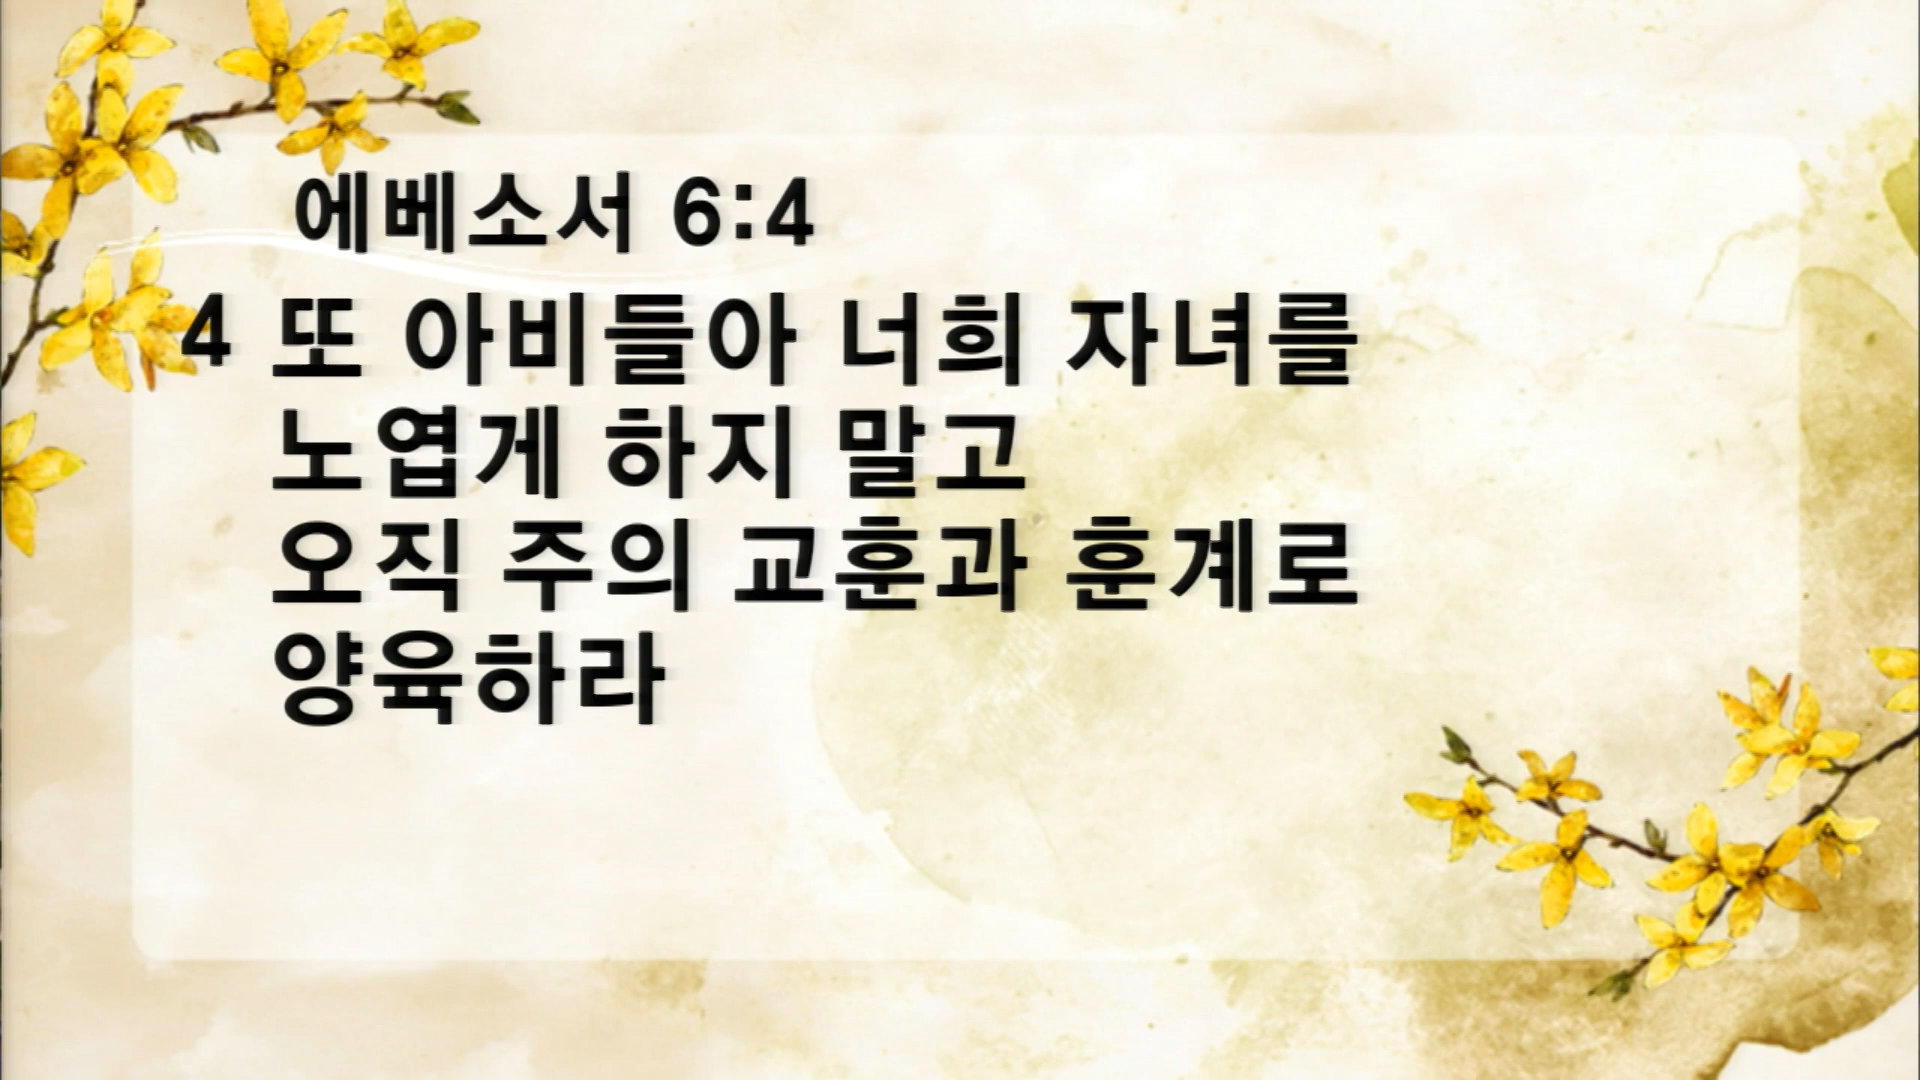 에베소서 6:4
4 또 아비들아 너희 자녀를
노엽게 하지 말고
오직 주의 교훈과 훈계로
양육하라